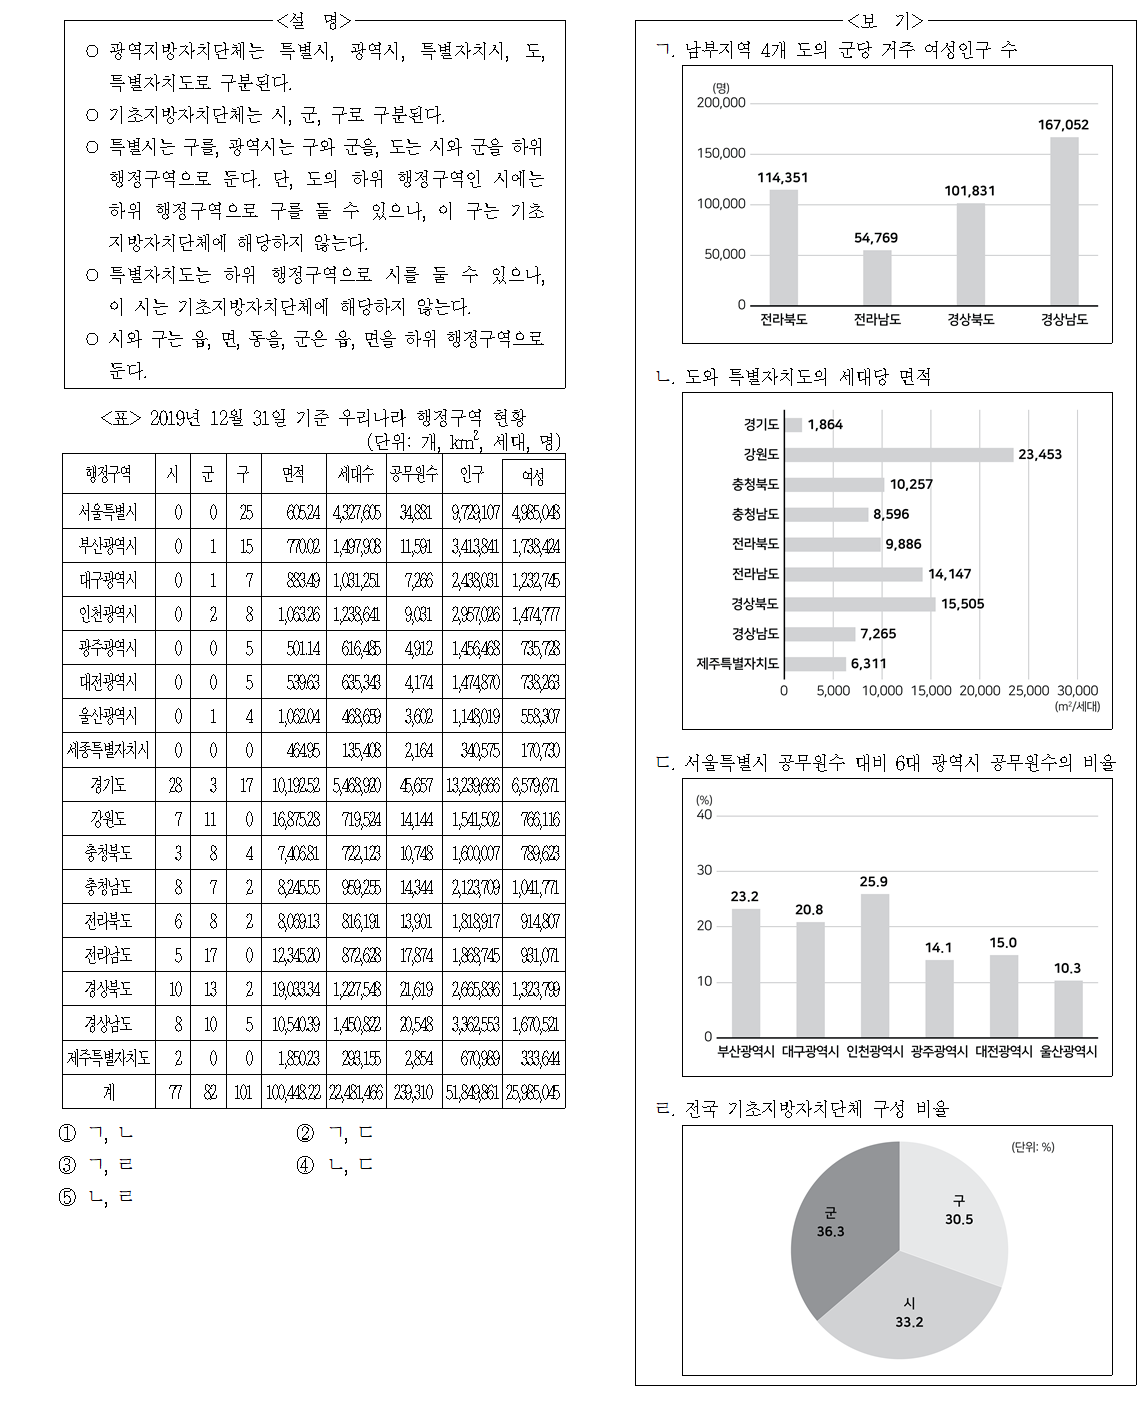 <설 명>
○ 광역지방자치단체는 특별시, 광역시, 특별자치시, 도,
특별자치도로 구분된다.
○ 기초지방자치단체는 시, 군, 구로 구분된다.
○ 특별시는 구를, 광역시는 구와 군을, 도는 시와 군을 하위
행정구역으로 둔다. 단, 도의 하위 행정구역인 시에는
하위 행정구역으로 구를 둘 수 있으나, 이 구는 기초
지방자치단체에 해당하지 않는다.
○ 특별자치도는 하위 행정구역으로 시를 둘 수 있으나,
이 시는 기초지방자치단체에 해당하지 않는다.
○ 시와 구는 읍, 면, 동을, 군은 읍, 면을 하위 행정구역으로
둔다.
<표> 2019년 12월 31일 기준 우리나라 행정구역 현황
(단위: 개, km², 세대, 명)
행정구역 시 군 구 면적 세대수 공무원수 인구 여성
서울특별시 0 0 25 605.24 4,327,605 34,881 9,729,107 4,985,048
부산광역시 0 1 15 770.02 1,497,908 11,591 3,413,841 1,738,424
대구광역시 0 1 7 883.49 1,031,251 7,266 2,438,031 1,232,745
인천광역시 0 2 8 1,063.26 1,238,641 9,031 2,957,026 1,474,777
광주광역시 0 0 5 501.14 616,485 4,912 1,456,468 735,728
대전광역시 0 0 5 539.63 635,343 4,174 1,474,870 738,263
울산광역시 0 1 4 1,062.04 468,659 3,602 1,148,019 558,307
세종특별자치시 0 0 0 464.95 135,408 2,164 340,575 170,730
경기도 28 3 17 10,192.52 5,468,920 45,657 13,239,666 6,579,671
강원도 7 11 0 16,875.28 719,524 14,144 1,541,502 766,116
충청북도 3 8 4 7,406.81 722,123 10,748 1,600,007 789,623
충청남도 8 7 2 8,245.55 959,255 14,344 2,123,709 1,041,771
전라북도 6 8 2 8,069.13 816,191 13,901 1,818,917 914,807
전라남도 5 17 0 12,345.20 872,628 17,874 1,868,745 931,071
경상북도 10 13 2 19,033.34 1,227,548 21,619 2,665,836 1,323,799
경상남도 8 10 5 10,540.39 1,450,822 20,548 3,362,553 1,670,521
제주특별자치도 2 0 0 1,850.23 293,155 2,854 670,989 333,644
계 77 82 101 100,448.22 22,481,466 239,310 51,849,861 25,985,045
① ㄱ, ㄴ
② ㄱ, ㄷ
③ ㄱ, ㄹ
④ ㄴ, ㄷ
⑤ ㄴ, ㄹ
<보 기>
ㄱ. 남부지역 4개 도의 군당 거주 여성인구 수
(명)
200,000
167,052
150,000
114,351
101,831
100,000
54,769
50,000
0
전라북도 전라남도 경상북도 경상남도
ㄴ. 도와 특별자치도의 세대당 면적
경기도 1,864
강원도 23,453
충청북도 10,257
충청남도 8,596
전라북도 9,886
전라남도 14,147
경상북도 15,505
경상남도 7,265
제주특별자치도 6,311
0 5,000 10,000 15,000 20,000 25,000 30,000
(m²/세대)
ㄷ. 서울특별시 공무원수 대비 6대 광역시 공무원수의 비율
(%)
40
30
25.9
23.2
20.8
20
14.1 15.0
10.3
10
0
부산광역시 대구광역시 인천광역시 광주광역시 대전광역시 울산광역시
ㄹ. 전국 기초지방자치단체 구성 비율
(단위: %)
구
30.5
군
36.3
시
33.2